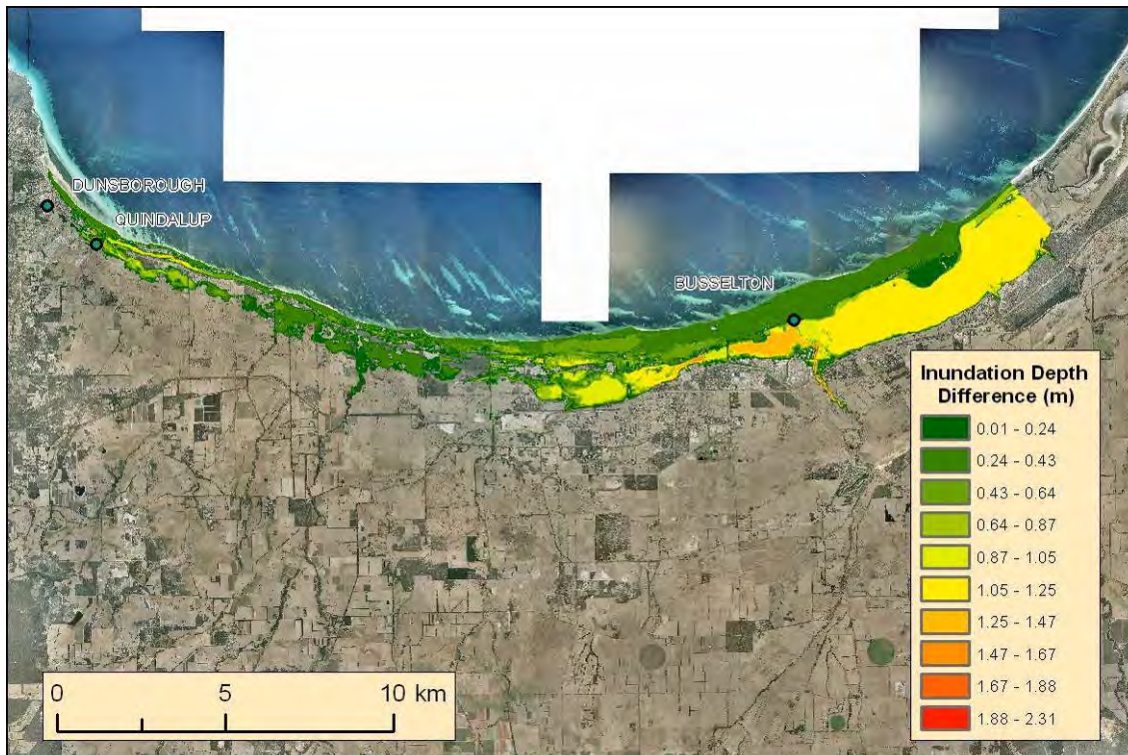 DUNSBOROUGH
QUINDALUP
BUSSELTON
Inundation Depth
Difference (m)
0.01 - 0.24
0.24 - 0.43
0.43 - 0.64
0.64 - 0.87
0.87 - 1.05
1.05 - 1.25
1.25 - 1.47
1.47 - 1.67
1.67 - 1.88
1.88 - 2.31
0 5 10 km